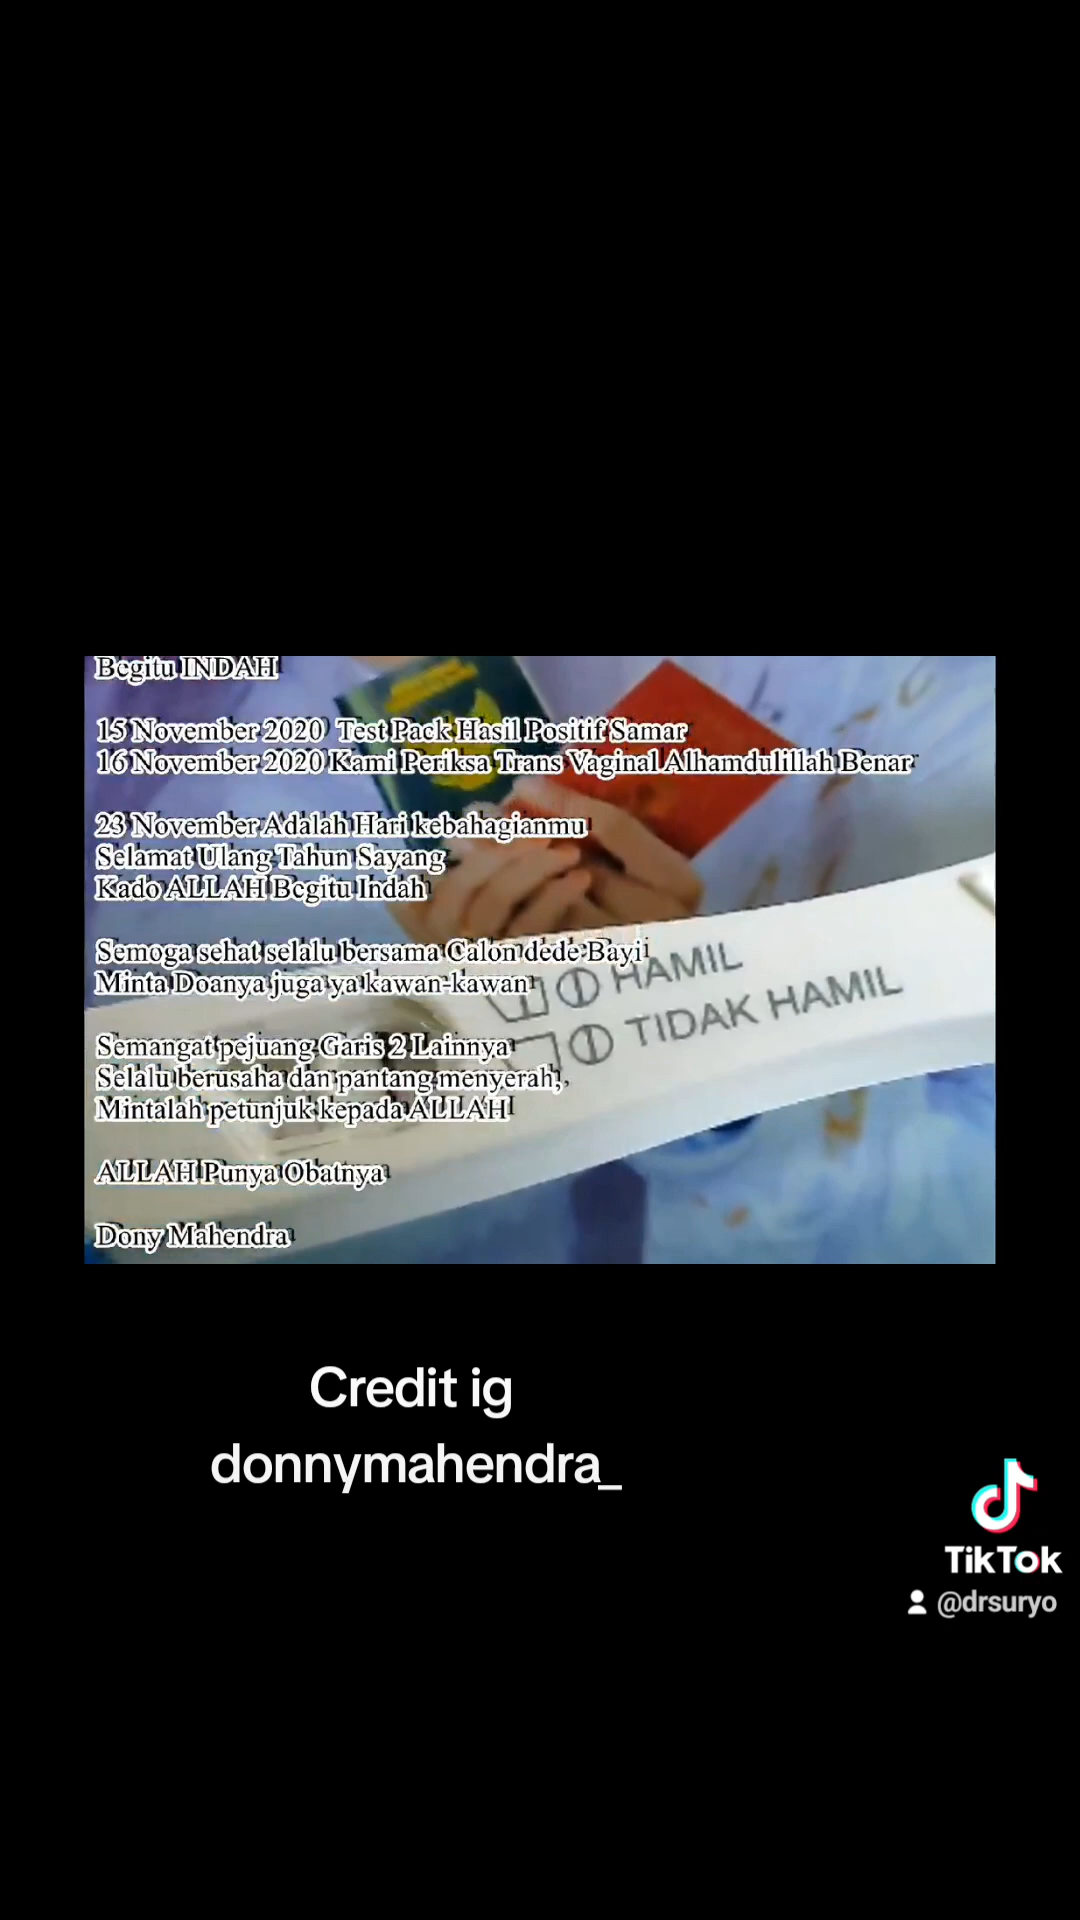 Begitu INDAH
15 November 2020 Test Pack Hasil Positif Samar
16 November 2020 Kami Periksa Trans Vaginal Alhamdulillah Benar
23 November Adalah Hari kebahagianmu
Selamat Ulang Tahun Sayang
Kado ALLAH Begitu Indah
Semoga sehat selalu bersama Calon dede Bayi
Minta Doanya juga ya kawan-kawan
HAMIL
TIDAK HAMIL
Semangat pejuang Garis 2 Lainnya
Selalu berusaha dan pantang menyerah,
Mintalah petunjuk kepada ALLAH
ALLAH Punya Obatnya
Dony Mahendra
Credit ig
donnymahendra_
TikTok
@drsuryo